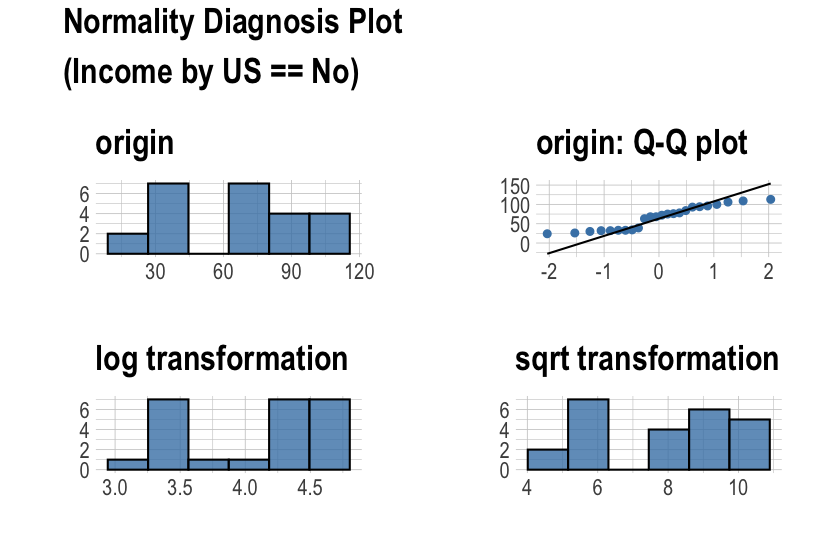 Normality Diagnosis Plot
(Income by US == No)
origin
6
4
2
0
30 60 90 120
origin: Q-Q plot
150
100
50
0
-2 -1 0 1 2
log transformation
6
4
2
0
3.0 3.5 4.0 4.5
sqrt transformation
6
4
2
0
4 6 8 10